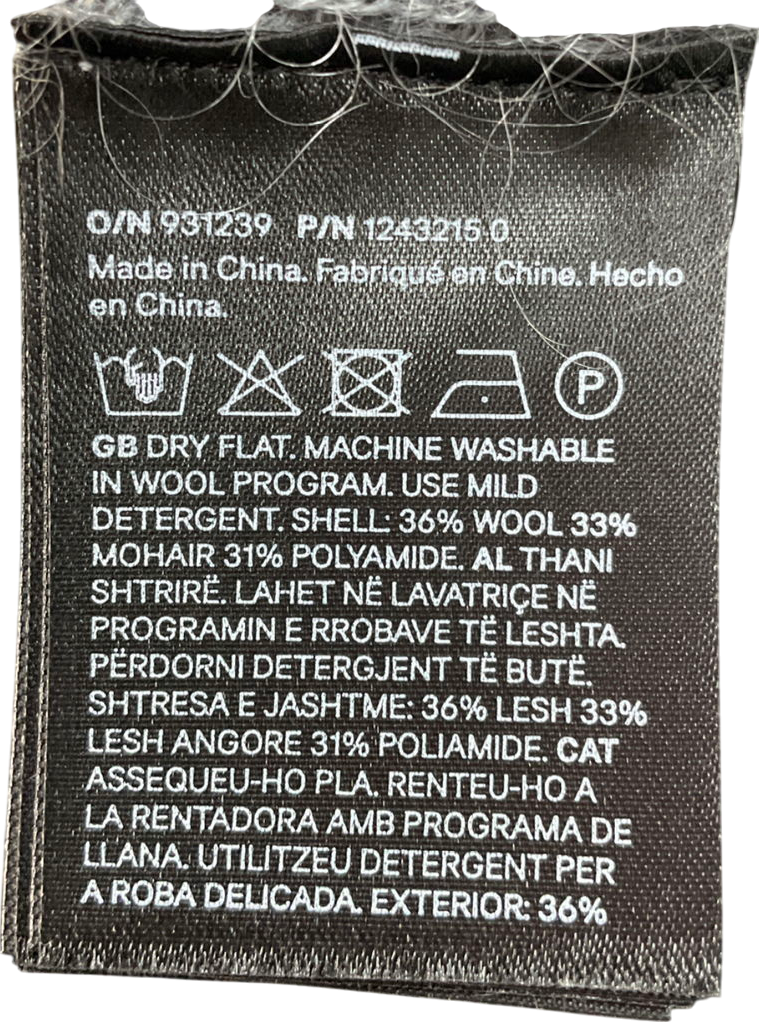 O/N 931239 P/N 1243215.0
Made in China. Fabriqué en Chine. Hecho
en China.
P
GB DRY FLAT. MACHINE WASHABLE
IN WOOL PROGRAM. USE MILD
DETERGENT. SHELL: 36% WOOL 33%
MOHAIR 31% POLYAMIDE. AL THANI
SHTRIRË. LAHET NË LAVATRIÇE NË
PROGRAMIN E RROBAVE TË LESHTA.
PËRDORNI DETERGJENT TË BUTË.
SHTRESA E JASHTME: 36% LESH 33%
LESH ANGORE 31% POLIAMIDE. CAT
ASSEQUEU-HO PLA. RENTEU-HO A
LA RENTADORA AMB PROGRAMA DE
LLANA. UTILITZEU DETERGENT PER
A ROBA DELICADA. EXTERIOR: 36%